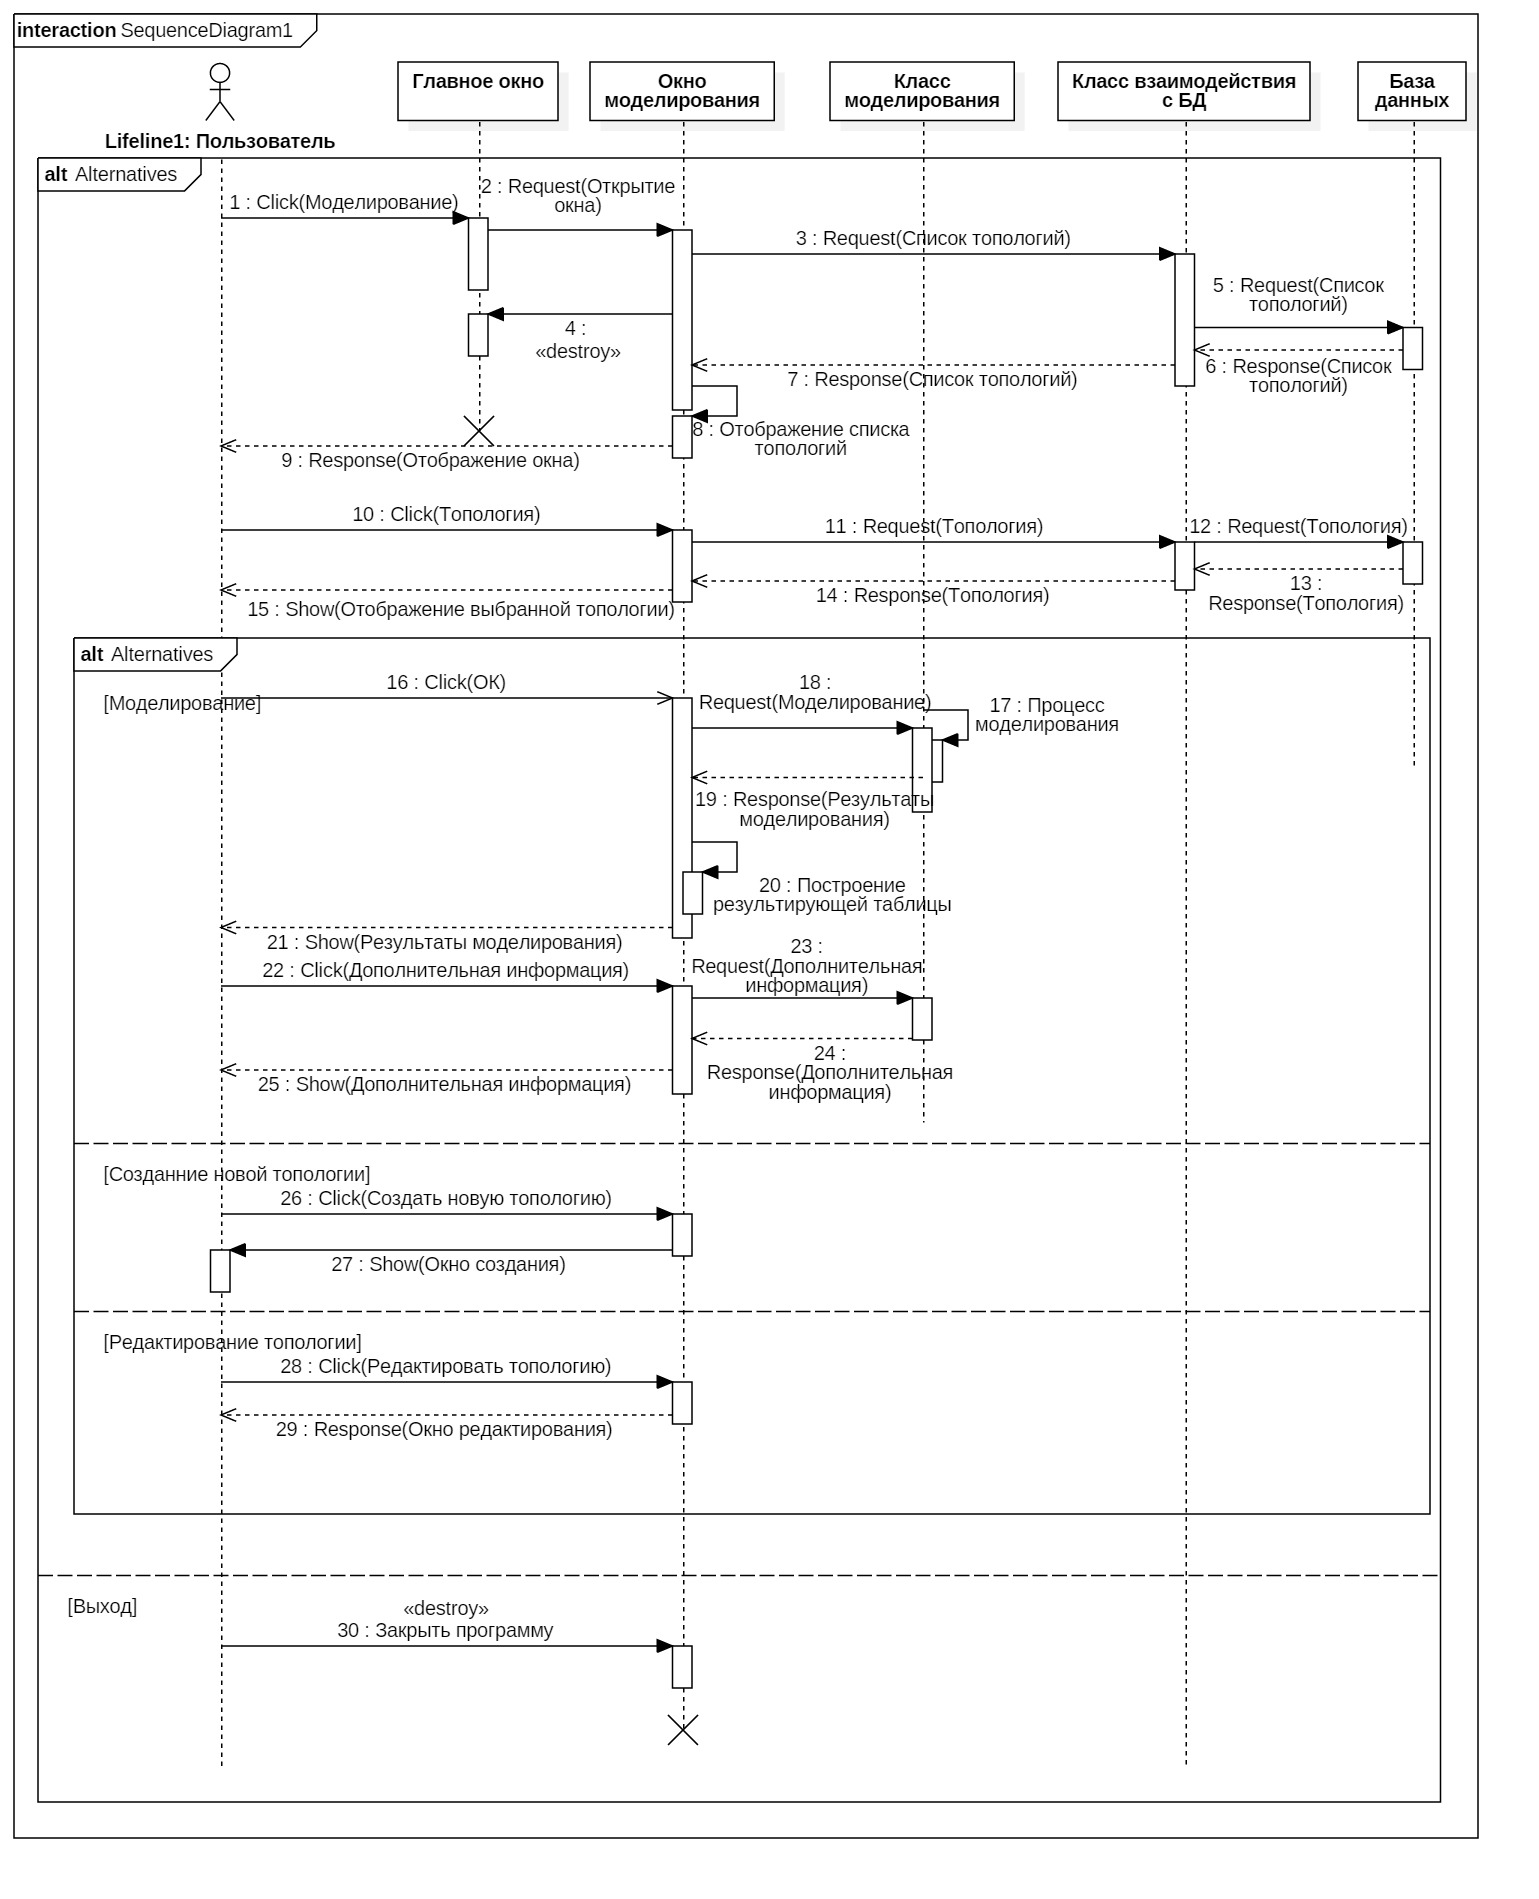 interaction SequenceDiagram1
Главное окно
Окно
моделирования
Класс
моделирования
Класс взаимодействия
с БД
База
данных
Lifeline1: Пользователь
alt Alternatives
1 : Click(Моделирование)
2 : Request(Открытие
окна)
3 : Request(Список топологий)
5 : Request(Список
топологий)
4 :
«destroy»
6 : Response(Список
топологий)
7 : Response(Список топологий)
8 : Отображение списка
топологий
9 : Response(Отображение окна)
10 : Click(Топология)
11 : Request(Топология)
12 : Request(Топология)
13 :
Response(Топология)
14 : Response(Топология)
15 : Show(Отображение выбранной топологии)
alt Alternatives
[Моделирование]
16 : Click(ОК)
18 :
Request(Моделирование)
17 : Процесс
моделирования
19 : Response(Результаты
моделирования)
20 : Построение
результирующей таблицы
21 : Show(Результаты моделирования)
22 : Click(Дополнительная информация)
23 :
Request(Дополнительная
информация)
24 :
Response(Дополнительная
информация)
25 : Show(Дополнительная информация)
[Созданние новой топологии]
26 : Click(Создать новую топологию)
27 : Show(Окно создания)
[Редактирование топологии]
28 : Click(Редактировать топологию)
29 : Response(Окно редактирования)
[Выход]
«destroy»
30 : Закрыть программу